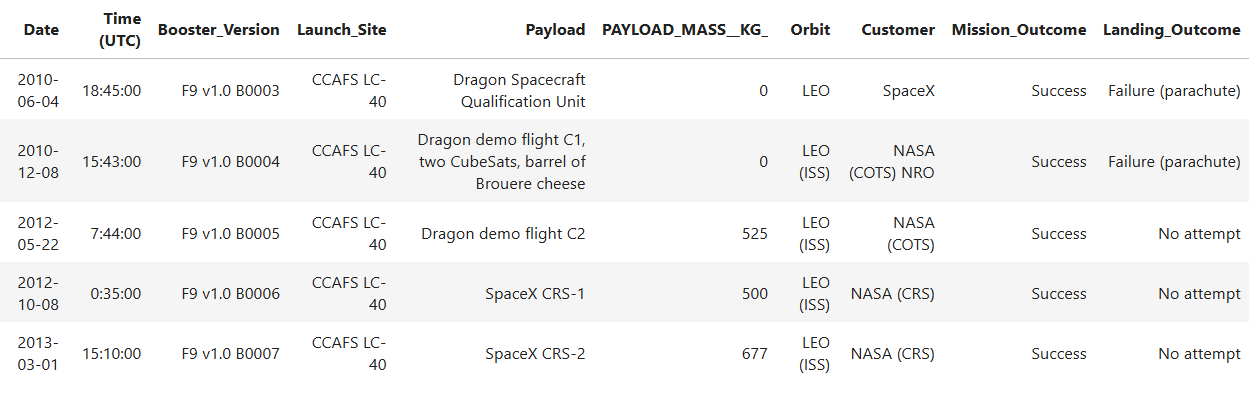 Date Time (UTC) Booster_Version Launch_Site Payload PAYLOAD_MASS__KG_ Orbit Customer Mission_Outcome Landing_Outcome
2010-06-04 18:45:00 F9 v1.0 B0003 CCAFS LC-40 Dragon Spacecraft Qualification Unit 0 LEO SpaceX Success Failure (parachute)
2010-12-08 15:43:00 F9 v1.0 B0004 CCAFS LC-40 Dragon demo flight C1, two CubeSats, barrel of Brouere cheese 0 LEO (ISS) NASA (COTS) NRO Success Failure (parachute)
2012-05-22 7:44:00 F9 v1.0 B0005 CCAFS LC-40 Dragon demo flight C2 525 LEO (ISS) NASA (COTS) Success No attempt
2012-10-08 0:35:00 F9 v1.0 B0006 CCAFS LC-40 SpaceX CRS-1 500 LEO (ISS) NASA (CRS) Success No attempt
2013-03-01 15:10:00 F9 v1.0 B0007 CCAFS LC-40 SpaceX CRS-2 677 LEO (ISS) NASA (CRS) Success No attempt